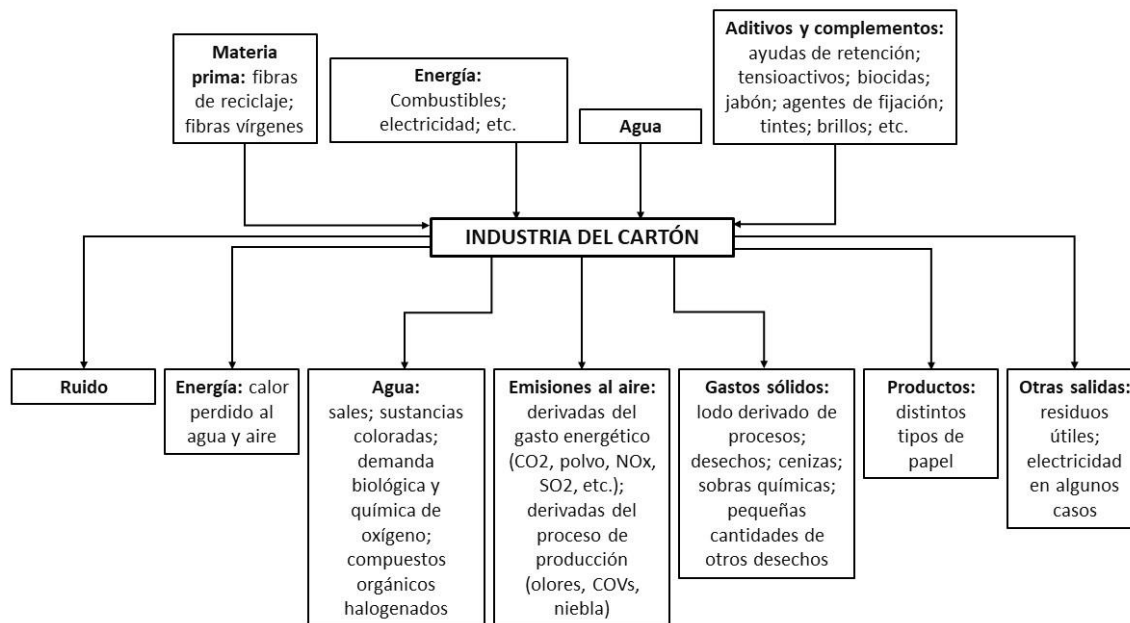 Materia
prima: fibras
de reciclaje;
fibras vírgenes
Energía:
Combustibles;
electricidad; etc.
Agua
Aditivos y complementos:
ayudas de retención;
tensioactivos; biocidas;
jabón; agentes de fijación;
tintes; brillos; etc.
INDUSTRIA DEL CARTÓN
Ruido
Energía: calor
perdido al
agua y aire
Agua:
sales; sustancias
coloradas;
demanda
biológica y
química de
oxígeno;
compuestos
orgánicos
halogenados
Emisiones al aire:
derivadas del
gasto energético
(CO2, polvo, NOx,
SO2, etc.);
derivadas del
proceso de
producción
(olores, COVs,
niebla)
Gastos sólidos:
lodo derivado de
procesos;
desechos; cenizas;
sobras químicas;
pequeñas
cantidades de
otros desechos
Productos:
distintos
tipos de
papel
Otras salidas:
residuos
útiles;
electricidad
en algunos
casos